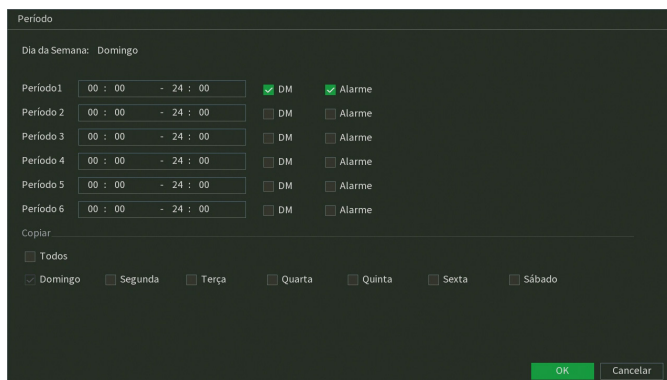 Período
Dia da Semana: Domingo
Período1 00 : 00 - 24 : 00 DM Alarme
Período 2 00 : 00 - 24 : 00 DM Alarme
Período 3 00 : 00 - 24 : 00 DM Alarme
Período 4 00 : 00 - 24 : 00 DM Alarme
Período 5 00 : 00 - 24 : 00 DM Alarme
Período 6 00 : 00 - 24 : 00 DM Alarme
Copiar
Todos
Domingo Segunda Terça Quarta Quinta Sexta Sábado
OK Cancelar